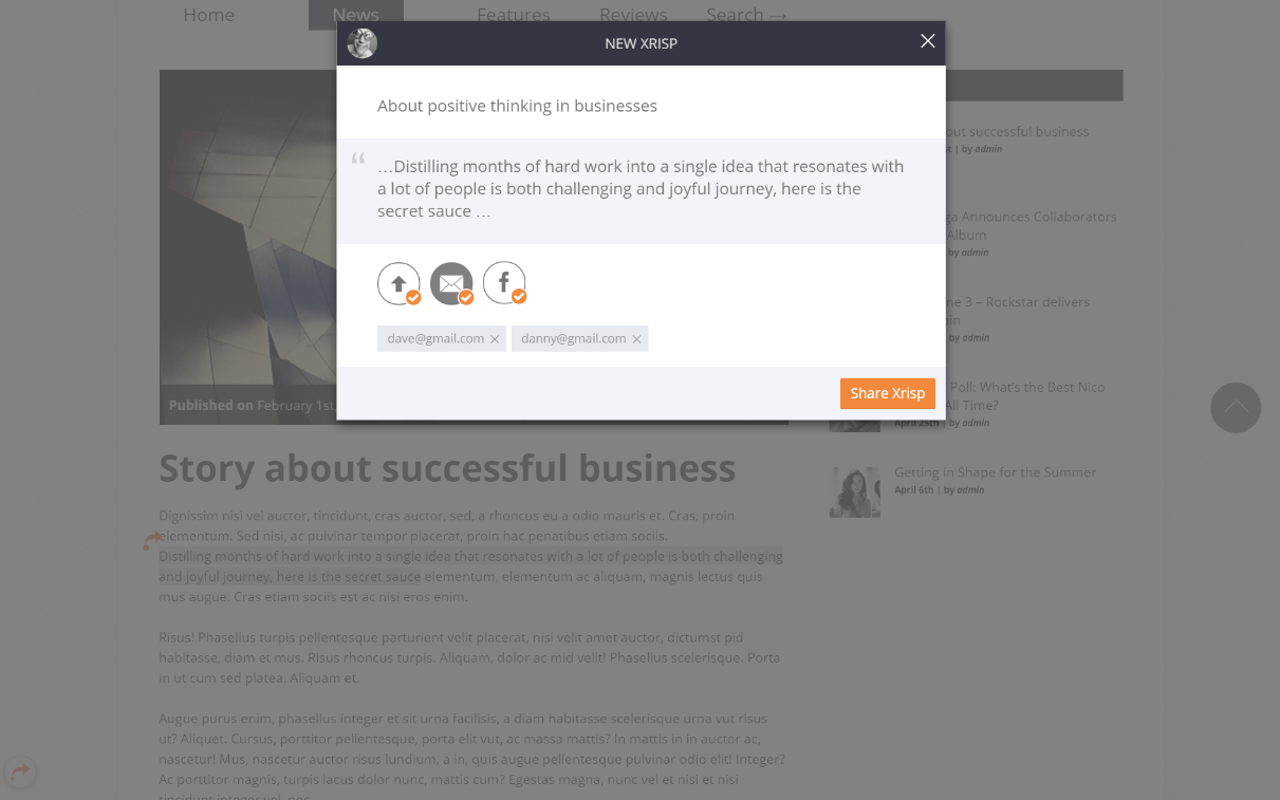 Home News Features Reviews Search →
NEW XRISP
About positive thinking in businesses
“
…Distilling months of hard work into a single idea that resonates with
a lot of people is both challenging and joyful journey, here is the
secret sauce …
dave@gmail.com
danny@gmail.com
Share Xrisp
Published on February 1st,
Story about successful business
Dignissim nisi vel auctor, tincidunt, cras auctor, sed, a rhoncus eu a odio mauris et. Cras, proin
elementum. Sed nisi, ac pulvinar tempor placerat, proin hac penatibus etiam sociis.
Distilling months of hard work into a single idea that resonates with a lot of people is both challenging
and joyful journey, here is the secret sauce elementum, elementum ac aliquam, magnis lectus quis
mus augue. Cras etiam sociis est ac nisi eros enim.
Risus! Phasellus turpis pellentesque parturient velit placerat, nisi velit amet auctor, dictumst pid
habitasse, diam et mus. Risus rhoncus turpis. Aliquam, dolor ac mid velit! Phasellus scelerisque. Porta
in ut cum sed platea. Aliquam et.
Augue purus enim, phasellus integer et sit urna facilisis, a diam habitasse scelerisque urna vut risus
ut? Aliquet. Cursus, porttitor pellentesque, porta elit vut, ac massa mattis? In mattis in in auctor ac,
nascetur! Mus, nascetur auctor risus lundium, a in, quis augue pellentesque pulvinar odio elit! Integer?
Ac porttitor magnis, turpis lacus dolor nunc, mattis cum? Egestas magna, nunc vel et nisi et nisi
tincidunt integer vel, nec
out successful business
| by admin
ga Announces Collaborators
Album
by admin
ne 3 – Rockstar delivers
ain
by admin
Poll: What's the Best Nico
All Time?
April 25th | by admin
Getting in Shape for the Summer
April 6th | by admin